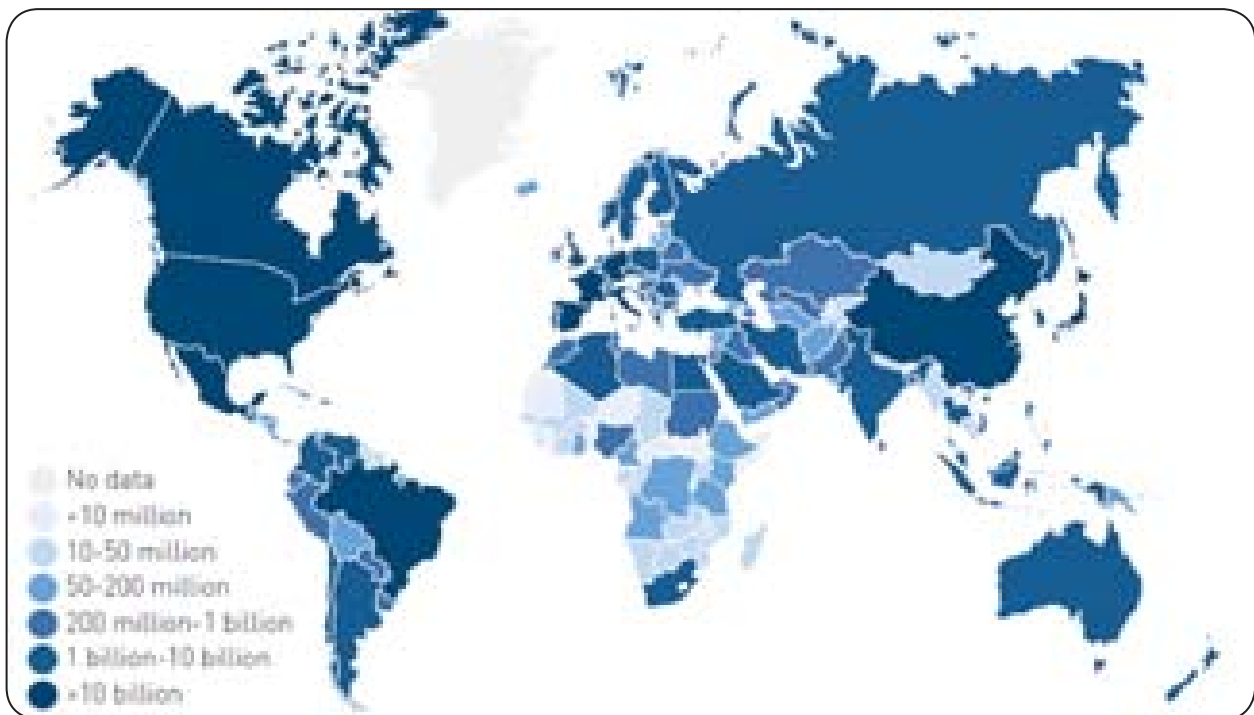 No data
<10 million
10-50 million
50-200 million
200 million-1 billion
1 billion-10 billion
>10 billion